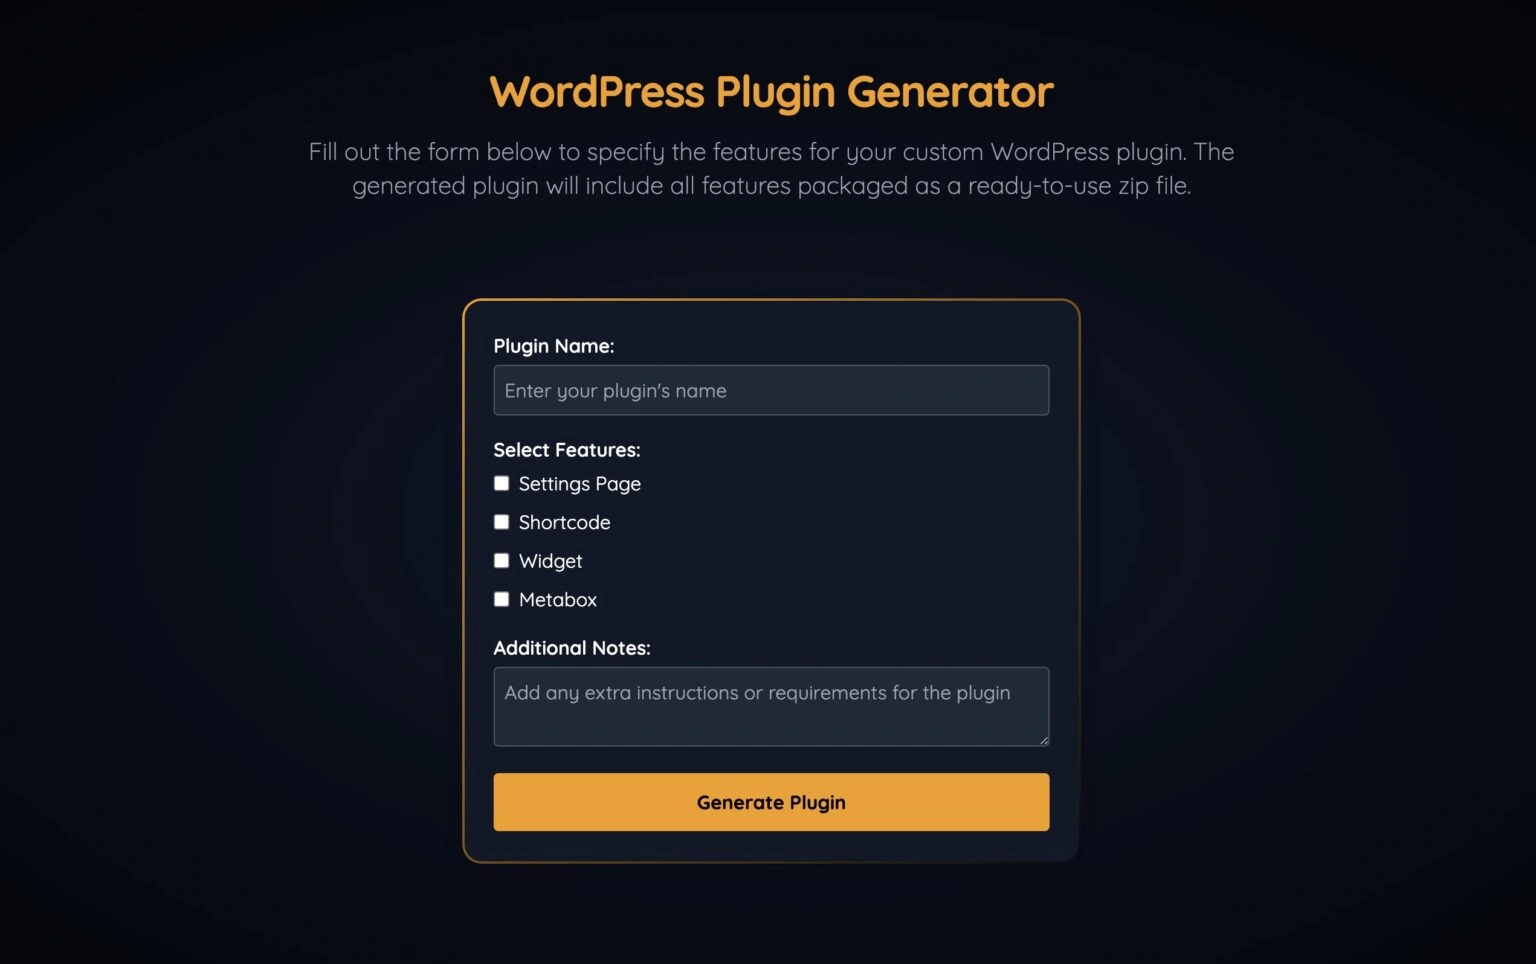 WordPress Plugin Generator
Fill out the form below to specify the features for your custom WordPress plugin. The
generated plugin will include all features packaged as a ready-to-use zip file.
Plugin Name:
Enter your plugin's name
Select Features:
Settings Page
Shortcode
Widget
Metabox
Additional Notes:
Add any extra instructions or requirements for the plugin
Generate Plugin